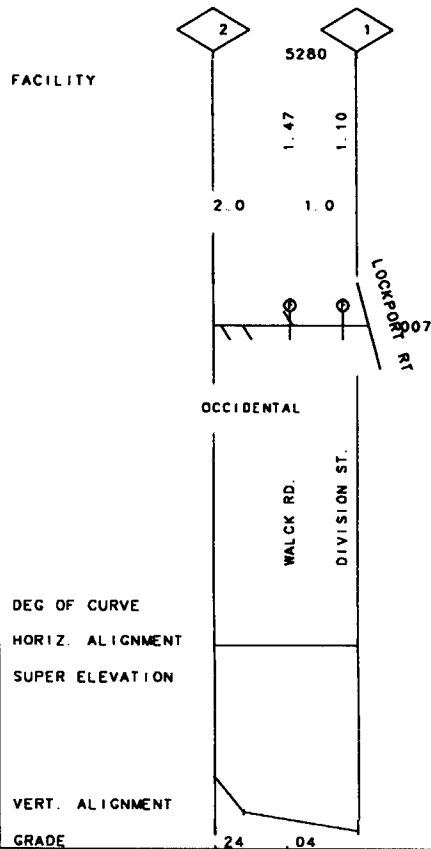 2 1
5280
FACILITY
1.47 1.10
2.0 1.0
LOCKPORT RT
007
OCCIDENTAL
WALCK RD. DIVISION ST.
DEG OF CURVE
HORIZ. ALIGNMENT
SUPER ELEVATION
VERT. ALIGNMENT
GRADE .24 .04